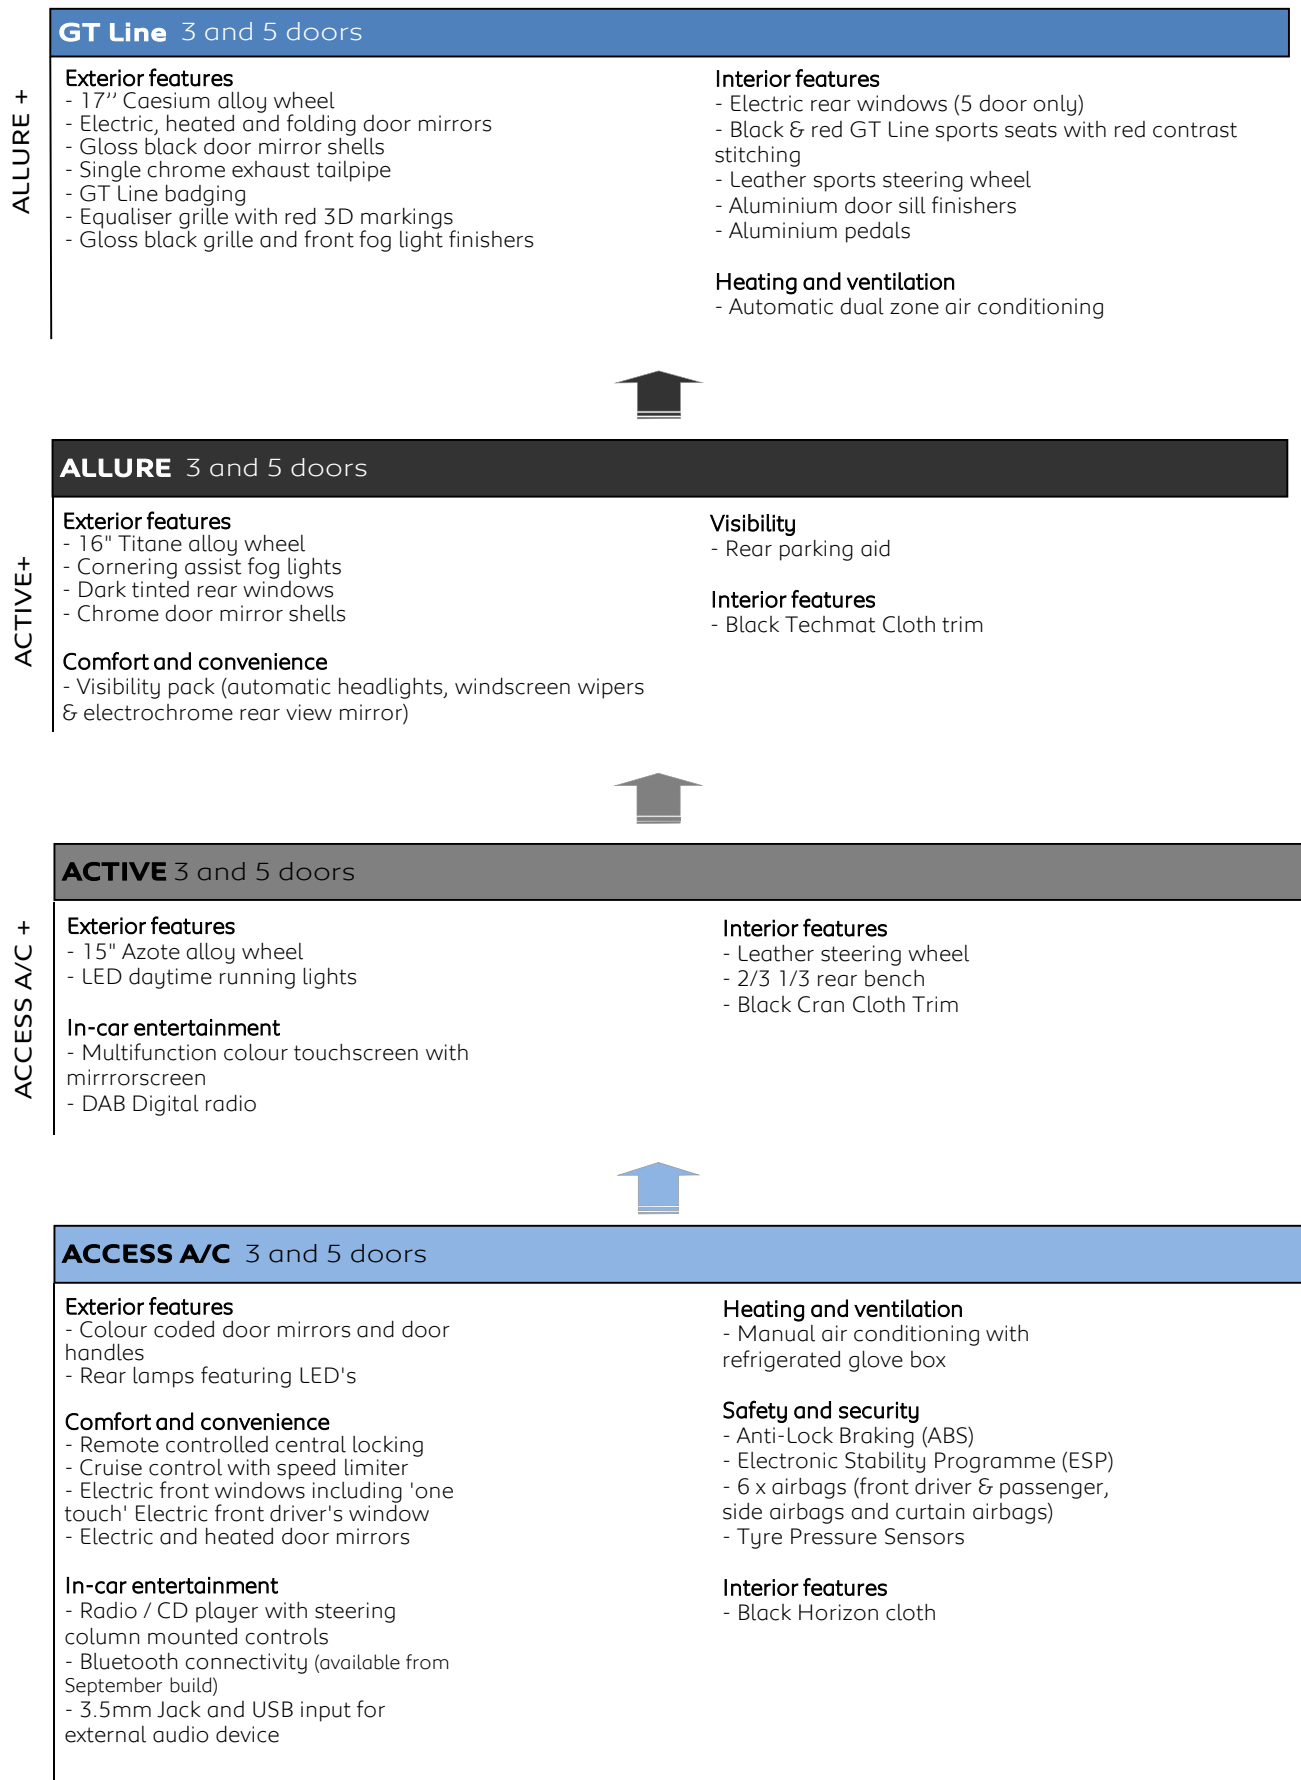 GT Line 3 and 5 doors
ALLURE +
Exterior features
- 17’’ Caesium alloy wheel
- Electric, heated and folding door mirrors
- Gloss black door mirror shells
- Single chrome exhaust tailpipe
- GT Line badging
- Equaliser grille with red 3D markings
- Gloss black grille and front fog light finishers
Interior features
- Electric rear windows (5 door only)
- Black & red GT Line sports seats with red contrast
stitching
- Leather sports steering wheel
- Aluminium door sill finishers
- Aluminium pedals
Heating and ventilation
- Automatic dual zone air conditioning
ALLURE 3 and 5 doors
ACTIVE+
Exterior features
- 16" Titane alloy wheel
- Cornering assist fog lights
- Dark tinted rear windows
- Chrome door mirror shells
Comfort and convenience
- Visibility pack (automatic headlights, windscreen wipers
& electrochrome rear view mirror)
Visibility
- Rear parking aid
Interior features
- Black Techmat Cloth trim
ACTIVE 3 and 5 doors
ACCESS A/C +
Exterior features
- 15" Azote alloy wheel
- LED daytime running lights
In-car entertainment
- Multifunction colour touchscreen with
mirrrorscreen
- DAB Digital radio
Interior features
- Leather steering wheel
- 2/3 1/3 rear bench
- Black Cran Cloth Trim
ACCESS A/C 3 and 5 doors
Exterior features
- Colour coded door mirrors and door
handles
- Rear lamps featuring LED's
Comfort and convenience
- Remote controlled central locking
- Cruise control with speed limiter
- Electric front windows including 'one
touch' Electric front driver's window
- Electric and heated door mirrors
In-car entertainment
- Radio / CD player with steering
column mounted controls
- Bluetooth connectivity (available from
September build)
- 3.5mm Jack and USB input for
external audio device
Heating and ventilation
- Manual air conditioning with
refrigerated glove box
Safety and security
- Anti-Lock Braking (ABS)
- Electronic Stability Programme (ESP)
- 6 x airbags (front driver & passenger,
side airbags and curtain airbags)
- Tyre Pressure Sensors
Interior features
- Black Horizon cloth